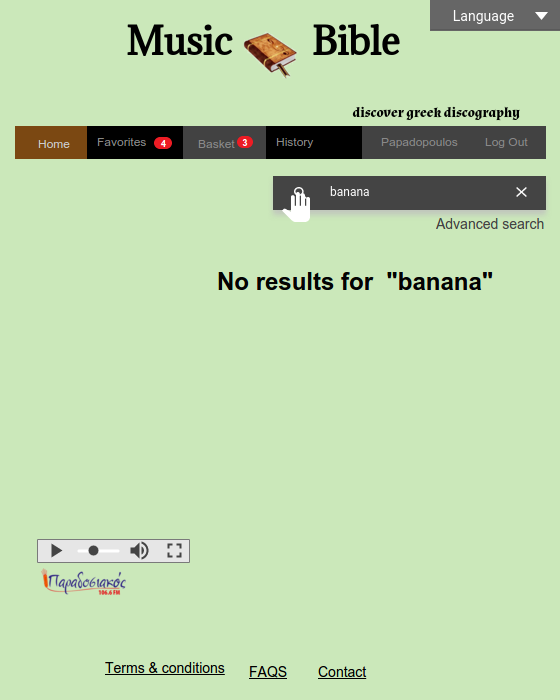 Language
Music Bible
discover greek discography
Home Favorites 4 Basket 3 History Papadopoulos Log Out
banana
Advanced search
No results for "banana"
Παραδοσιακός
106.6 FM
Terms & conditions FAQS Contact